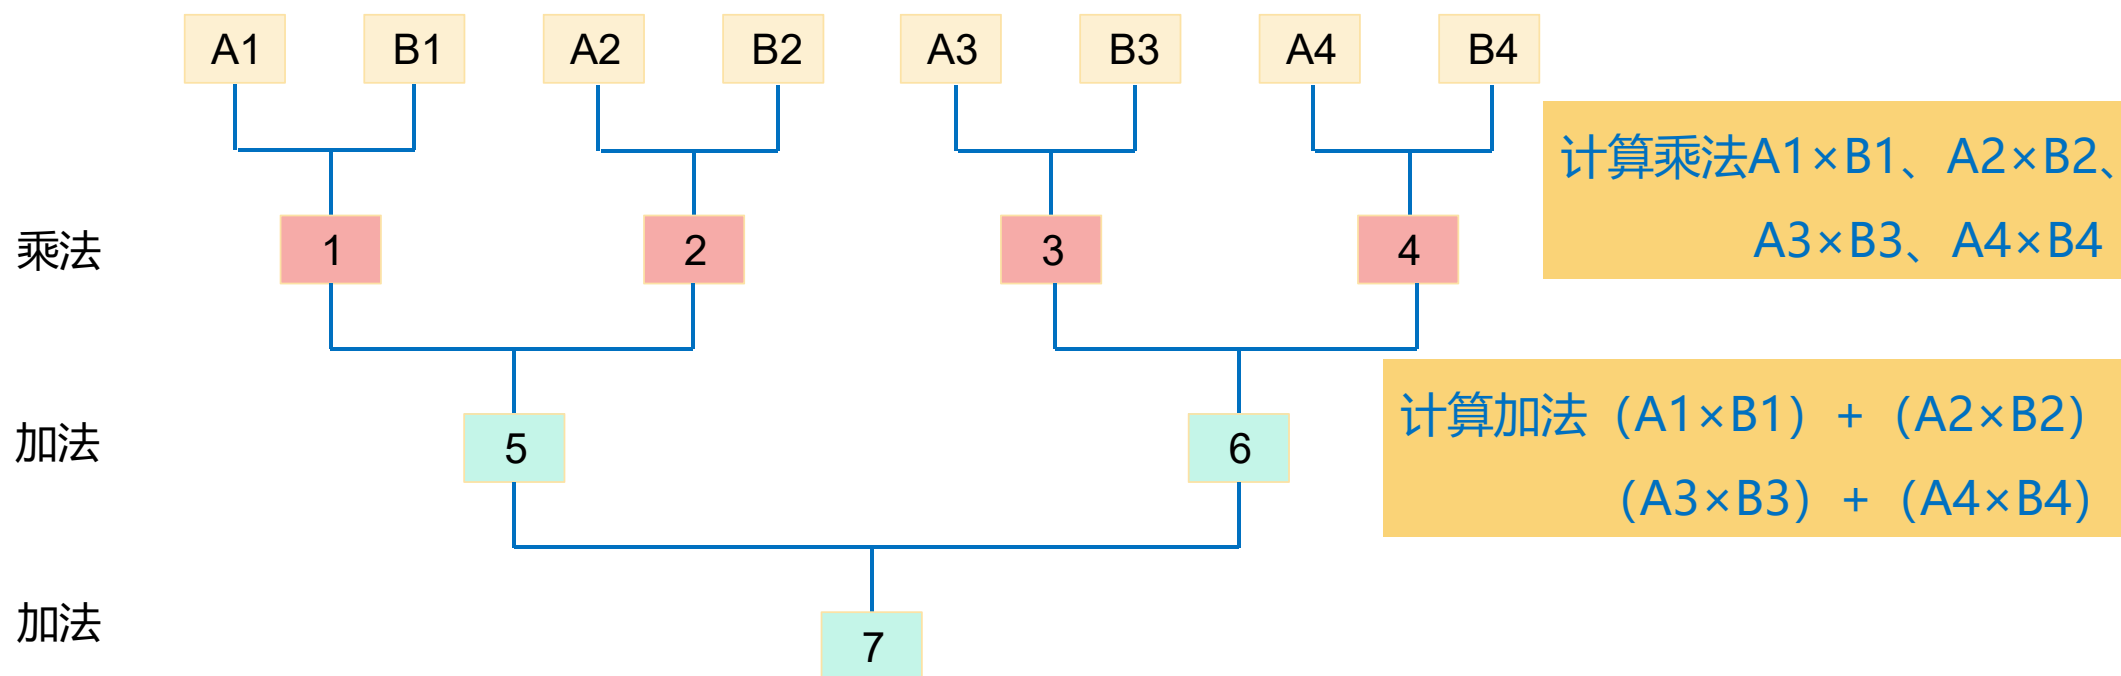 A1 B1 A2 B2 A3 B3 A4 B4
计算乘法A1×B1、A2×B2、
A3×B3、A4×B4
乘法 1 2 3 4
计算加法（A1×B1）+（A2×B2）
（A3×B3）+（A4×B4）
加法 5 6
加法 7